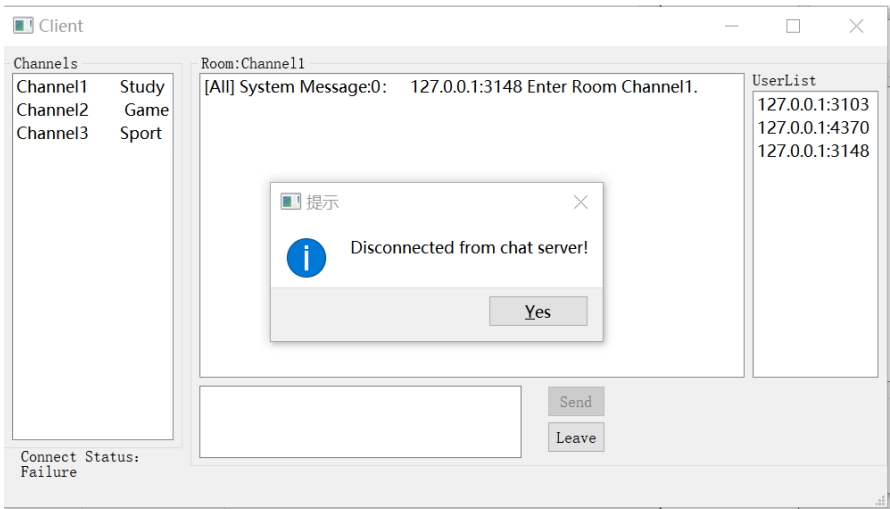 Client
Channels
Channel1 Study
Channel2 Game
Channel3 Sport
Room:Channel1
[All] System Message:0: 127.0.0.1:3148 Enter Room Channel1.
UserList
127.0.0.1:3103
127.0.0.1:4370
127.0.0.1:3148
提示
Disconnected from chat server!
Yes
Send
Leave
Connect Status:
Failure